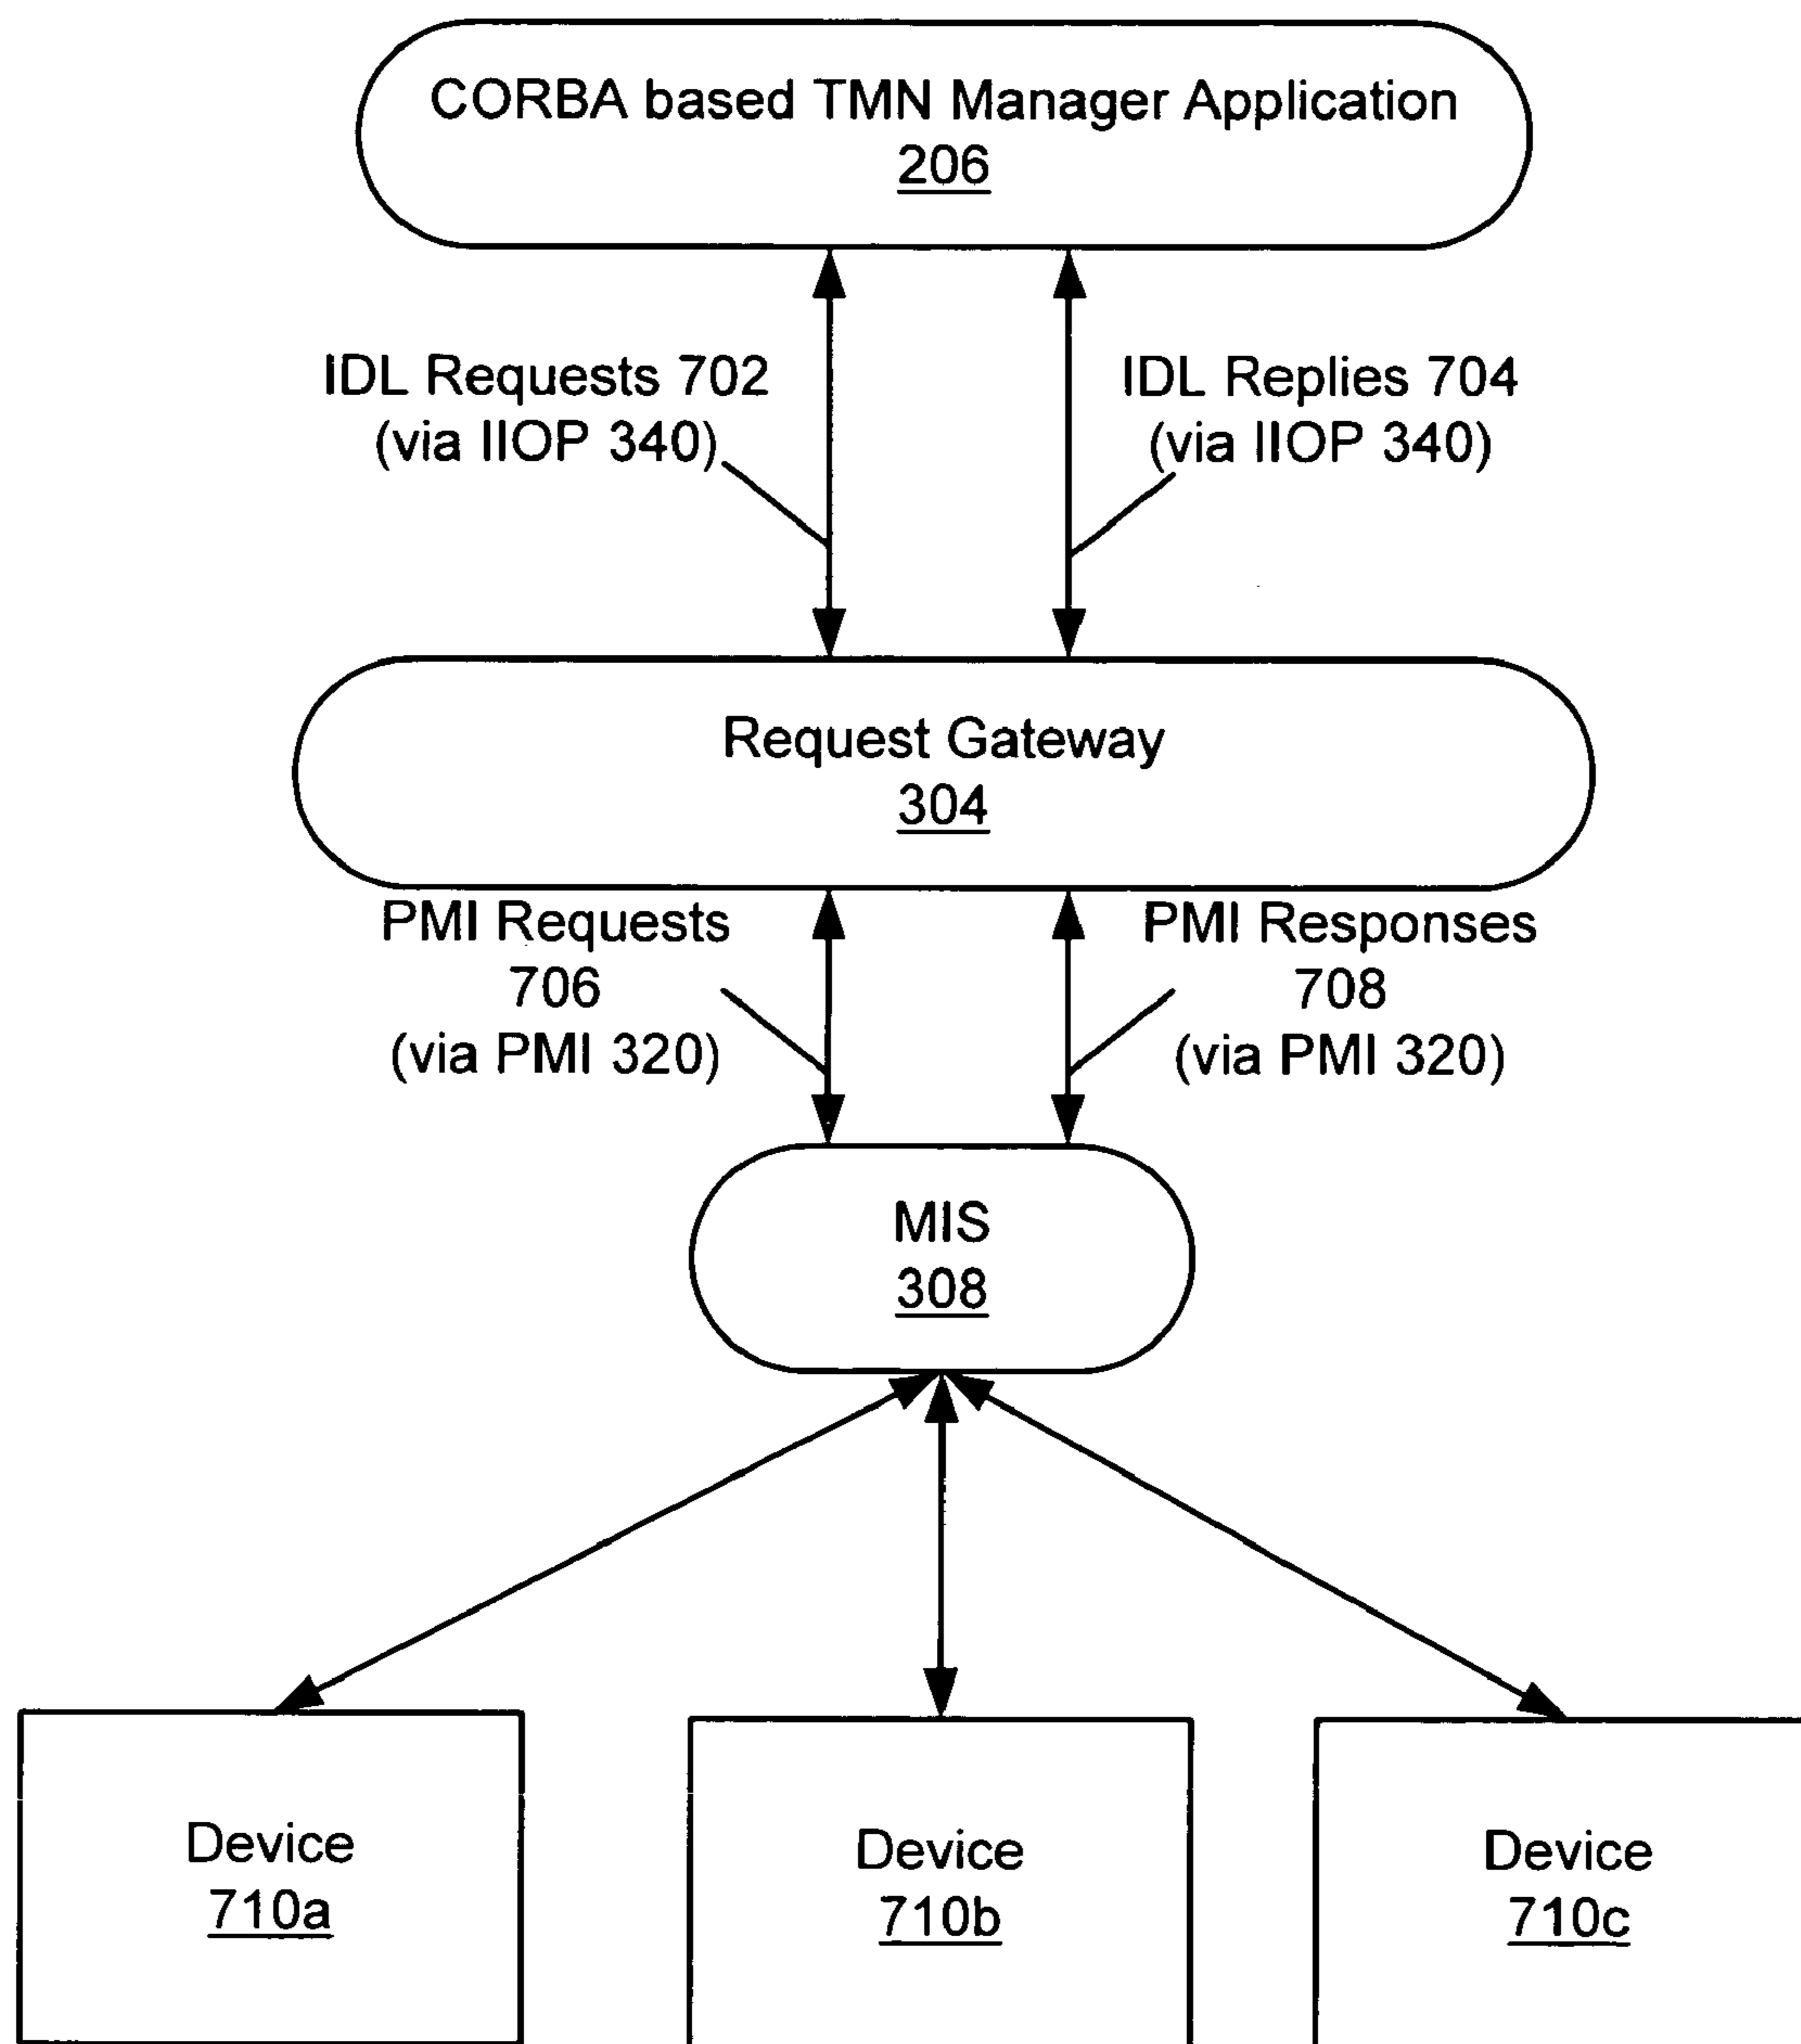 CORBA based TMN Manager Application
206
IDL Requests 702
(via IIOP 340)
IDL Replies 704
(via IIOP 340)
Request Gateway
304
PMI Requests
706
(via PMI 320)
PMI Responses
708
(via PMI 320)
MIS
308
Device
710a
Device
710b
Device
710c